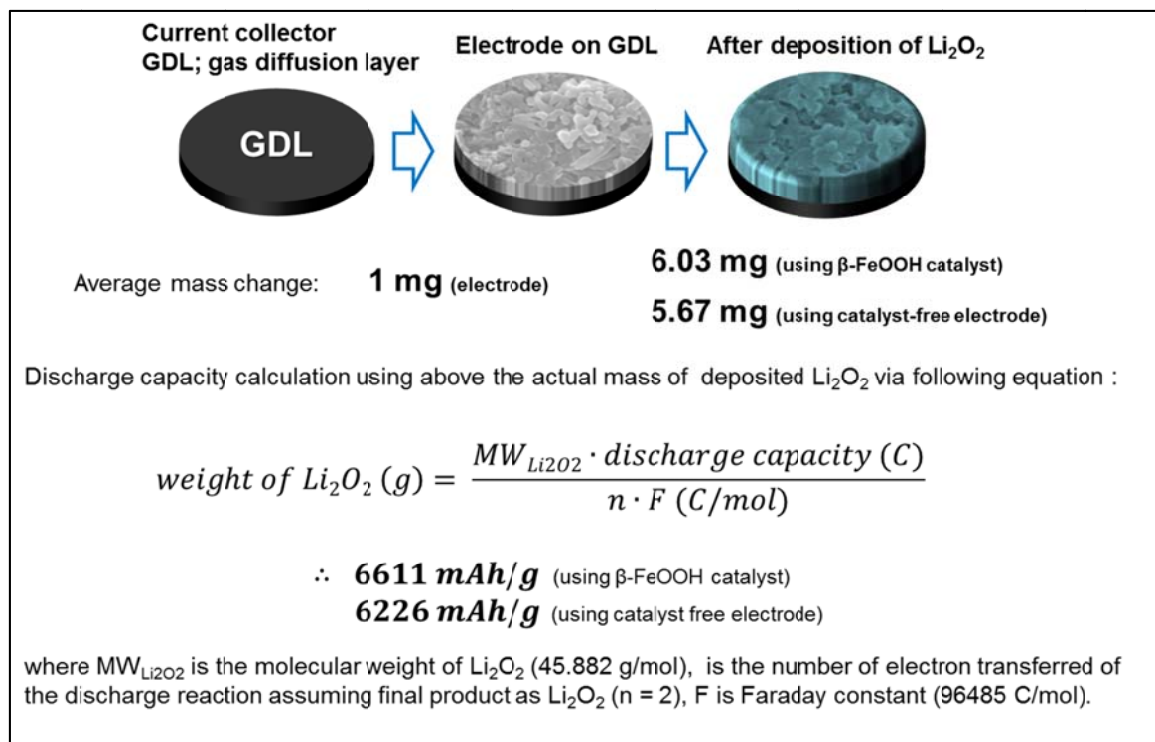 Current collector
GDL; gas diffusion layer
Electrode on GDL
After deposition of Li₂O₂
GDL
Average mass change:
1 mg (electrode)
6.03 mg (using β-FeOOH catalyst)
5.67 mg (using catalyst-free electrode)
Discharge capacity calculation using above the actual mass of deposited Li₂O₂ via following equation :
weight of Li₂O₂ (g) = MW_Li2O2 · discharge capacity (C) / n · F (C/mol)
∴ 6611 mAh/g (using β-FeOOH catalyst)
6226 mAh/g (using catalyst free electrode)
where MW_Li2O2 is the molecular weight of Li₂O₂ (45.882 g/mol), is the number of electron transferred of
the discharge reaction assuming final product as Li₂O₂ (n = 2), F is Faraday constant (96485 C/mol).